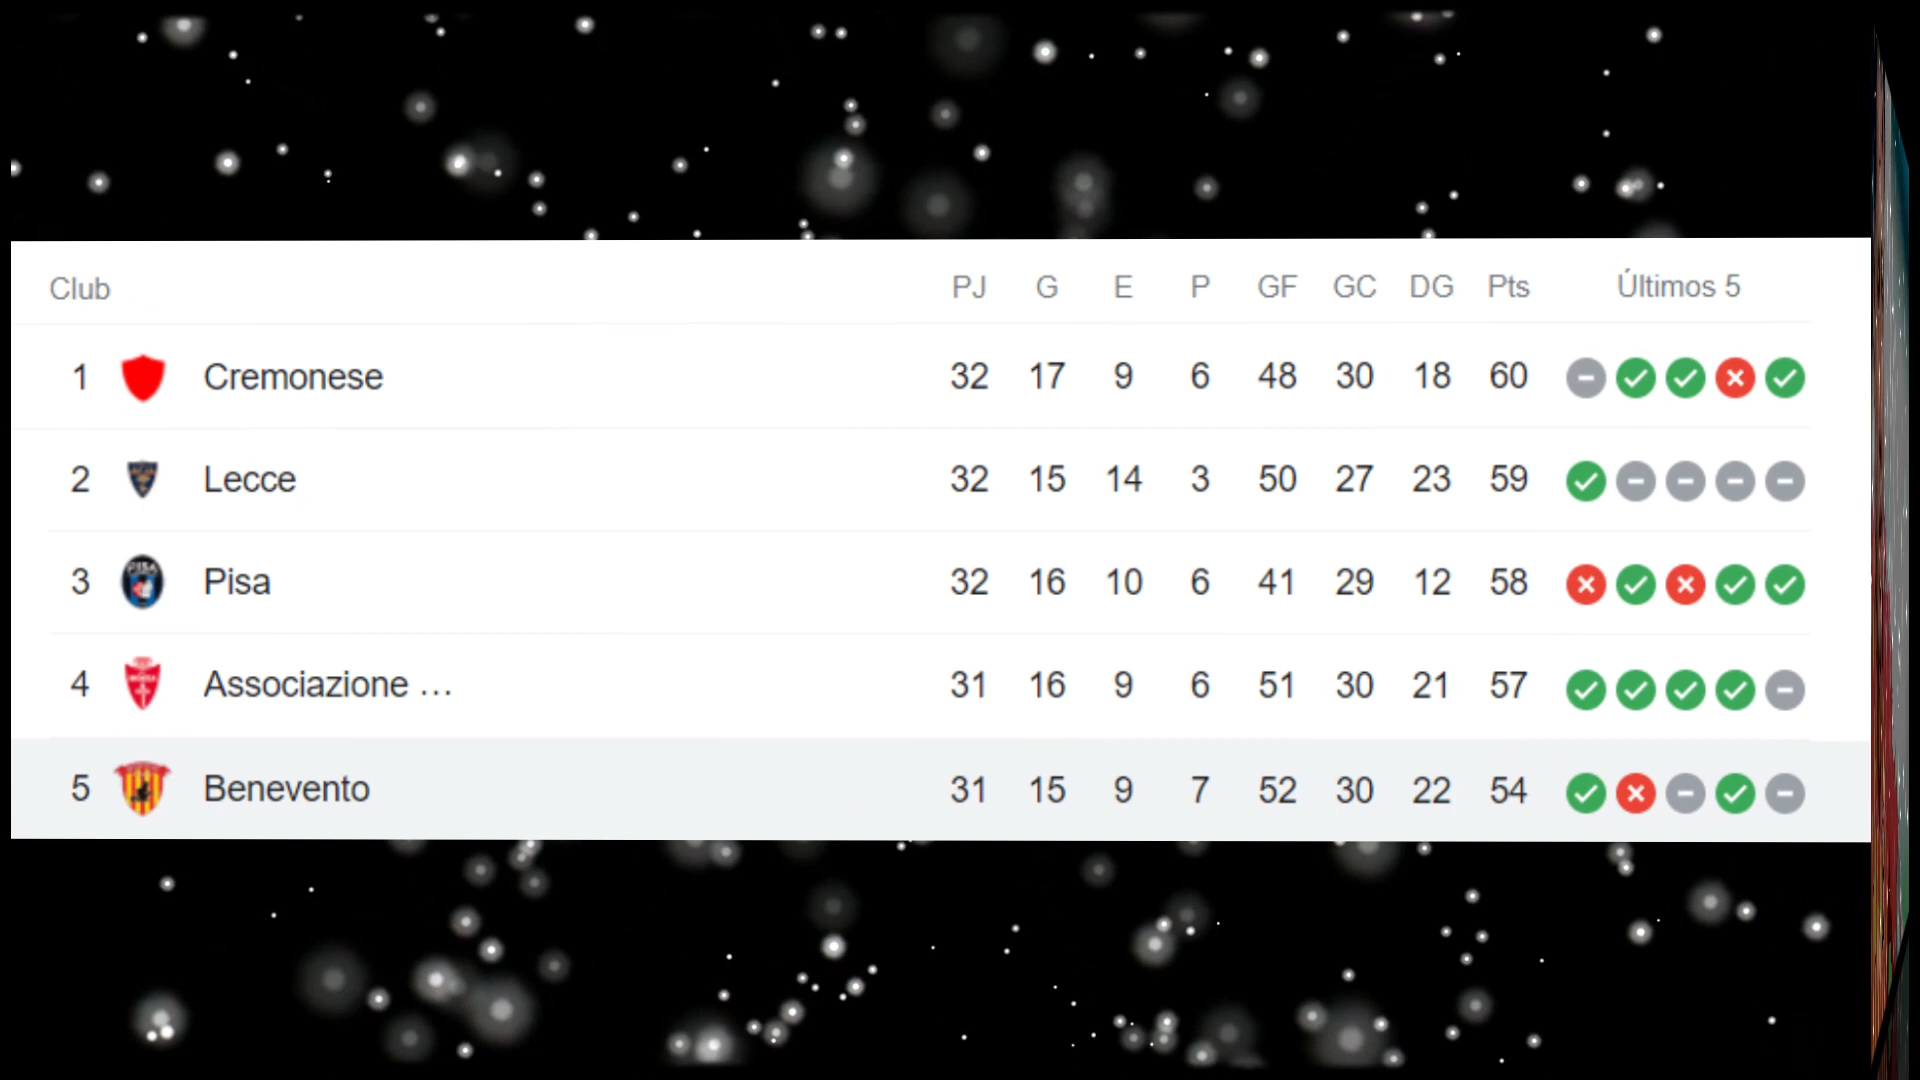 Club PJ G E P GF GC DG Pts Últimos 5
1 Cremonese 32 17 9 6 48 30 18 60
2 Lecce 32 15 14 3 50 27 23 59
3 PISA Pisa 32 16 10 6 41 29 12 58
4 Associazione ... 31 16 9 6 51 30 21 57
5 Benevento 31 15 9 7 52 30 22 54